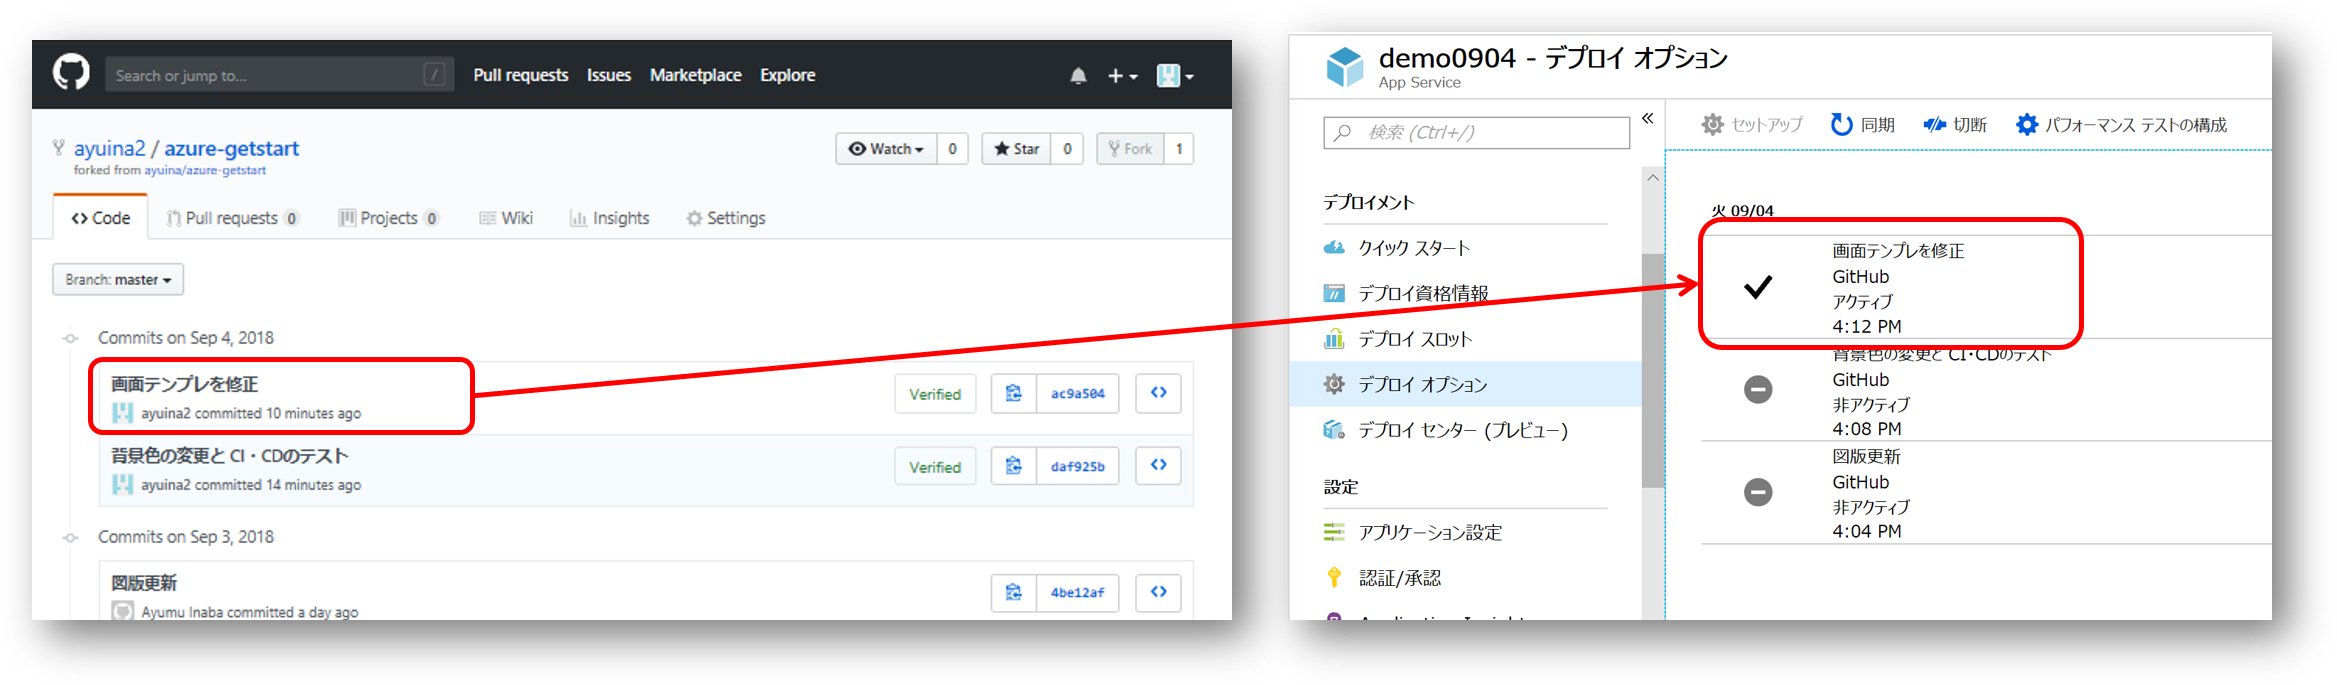 Search or jump to... /
Pull requests Issues Marketplace Explore
ayuina2 / azure-getstart
forked from ayuina/azure-getstart
Watch 0 Star 0 Fork 1
Code Pull requests 0 Projects 0 Wiki Insights Settings
Branch: master
Commits on Sep 4, 2018
画面テンプレを修正
ayuina2 committed 10 minutes ago
Verified ac9a504
背景色の変更と CI・CDのテスト
ayuina2 committed 14 minutes ago
Verified daf925b
Commits on Sep 3, 2018
図版更新
Ayumu Inaba committed a day ago
4be12af
demo0904 - デプロイ オプション
App Service
検索 (Ctrl+/)
デプロイメント
クイック スタート
デプロイ資格情報
デプロイ スロット
デプロイ オプション
デプロイ センター (プレビュー)
設定
アプリケーション設定
認証/承認
セットアップ 同期 切断 パフォーマンス テストの構成
火 09/04
画面テンプレを修正
GitHub
アクティブ
4:12 PM
背景色の変更と CI・CDのテスト
GitHub
非アクティブ
4:08 PM
図版更新
GitHub
非アクティブ
4:04 PM